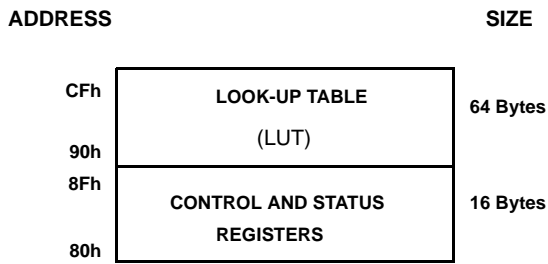 ADDRESS SIZE
CFh LOOK-UP TABLE 64 Bytes
(LUT)
90h
8Fh
CONTROL AND STATUS 16 Bytes
REGISTERS
80h